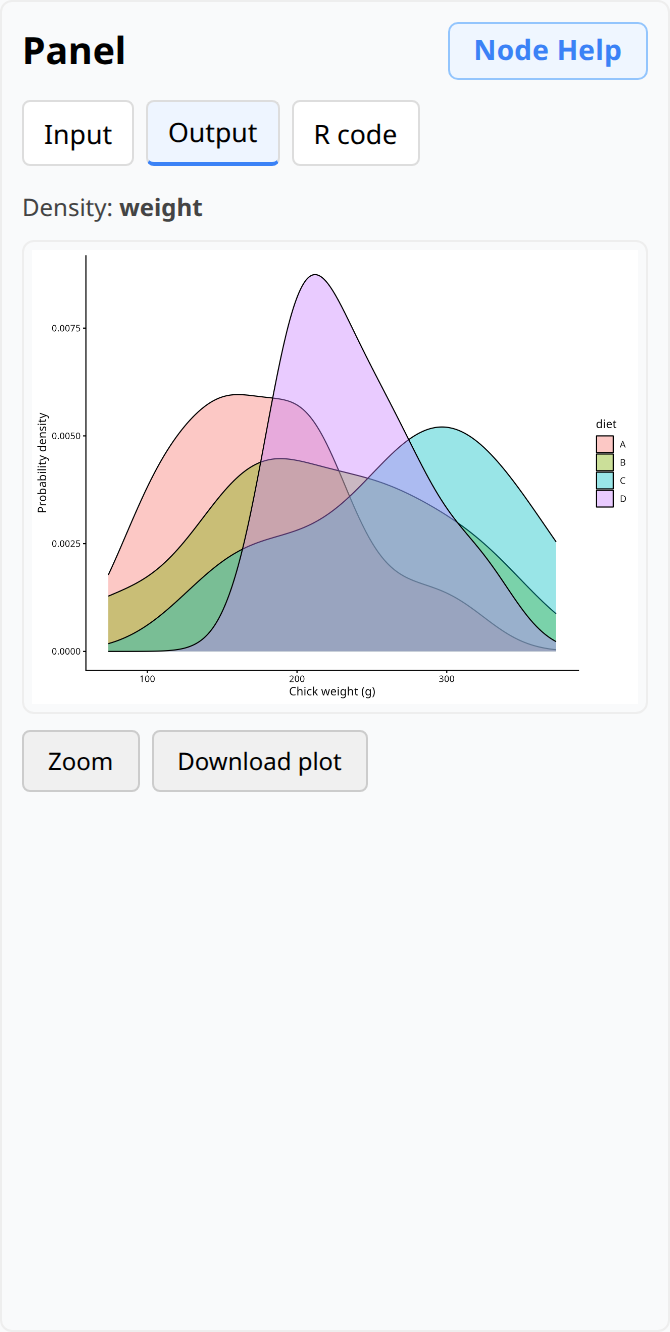 Panel
Node Help
Input
Output
R code
Density: weight
0.0075
0.0050
0.0025
0.0000
Probability density
100
200
300
Chick weight (g)
diet
A
B
C
D
Zoom
Download plot